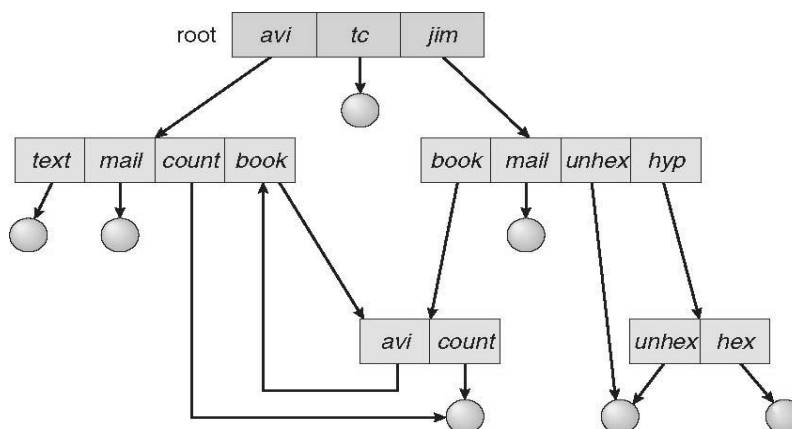 root avi tc jim
text mail count book book mail unhex hyp
avi count unhex hex